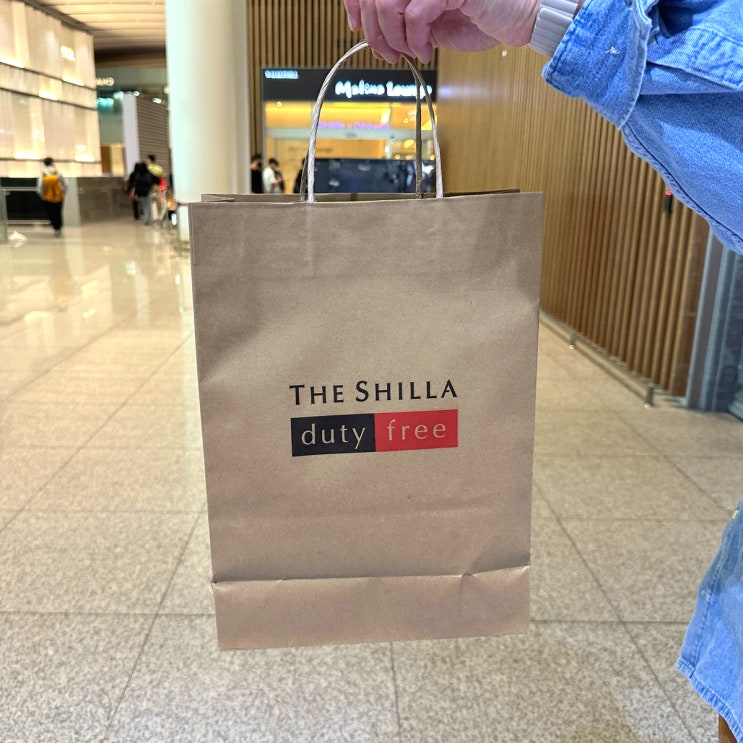 Matina Lounge
THE SHILLA
duty free